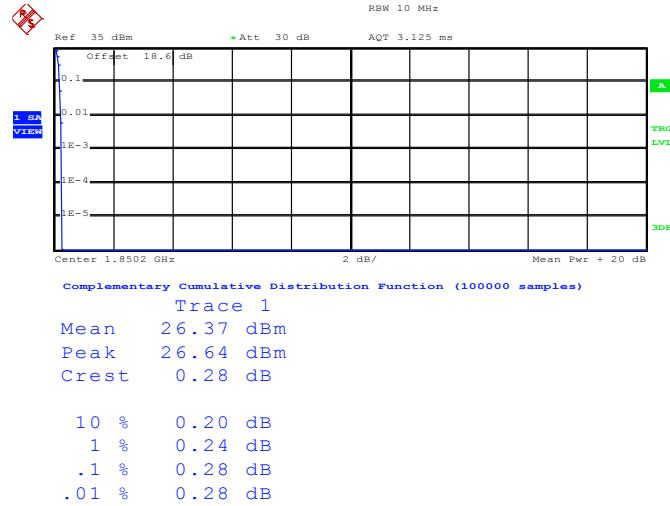 RBW 10 MHz
Ref 35 dBm * Att 30 dB AQT 3.125 ms
Offset 18.6 dB
0.1
A
0.01
1 SA
VIEW
TRG
LVL
1E-3
1E-4
1E-5
3DB
Center 1.8502 GHz 2 dB/ Mean Pwr + 20 dB
Complementary Cumulative Distribution Function (100000 samples)
Trace 1
Mean 26.37 dBm
Peak 26.64 dBm
Crest 0.28 dB
10 % 0.20 dB
1 % 0.24 dB
.1 % 0.28 dB
.01 % 0.28 dB